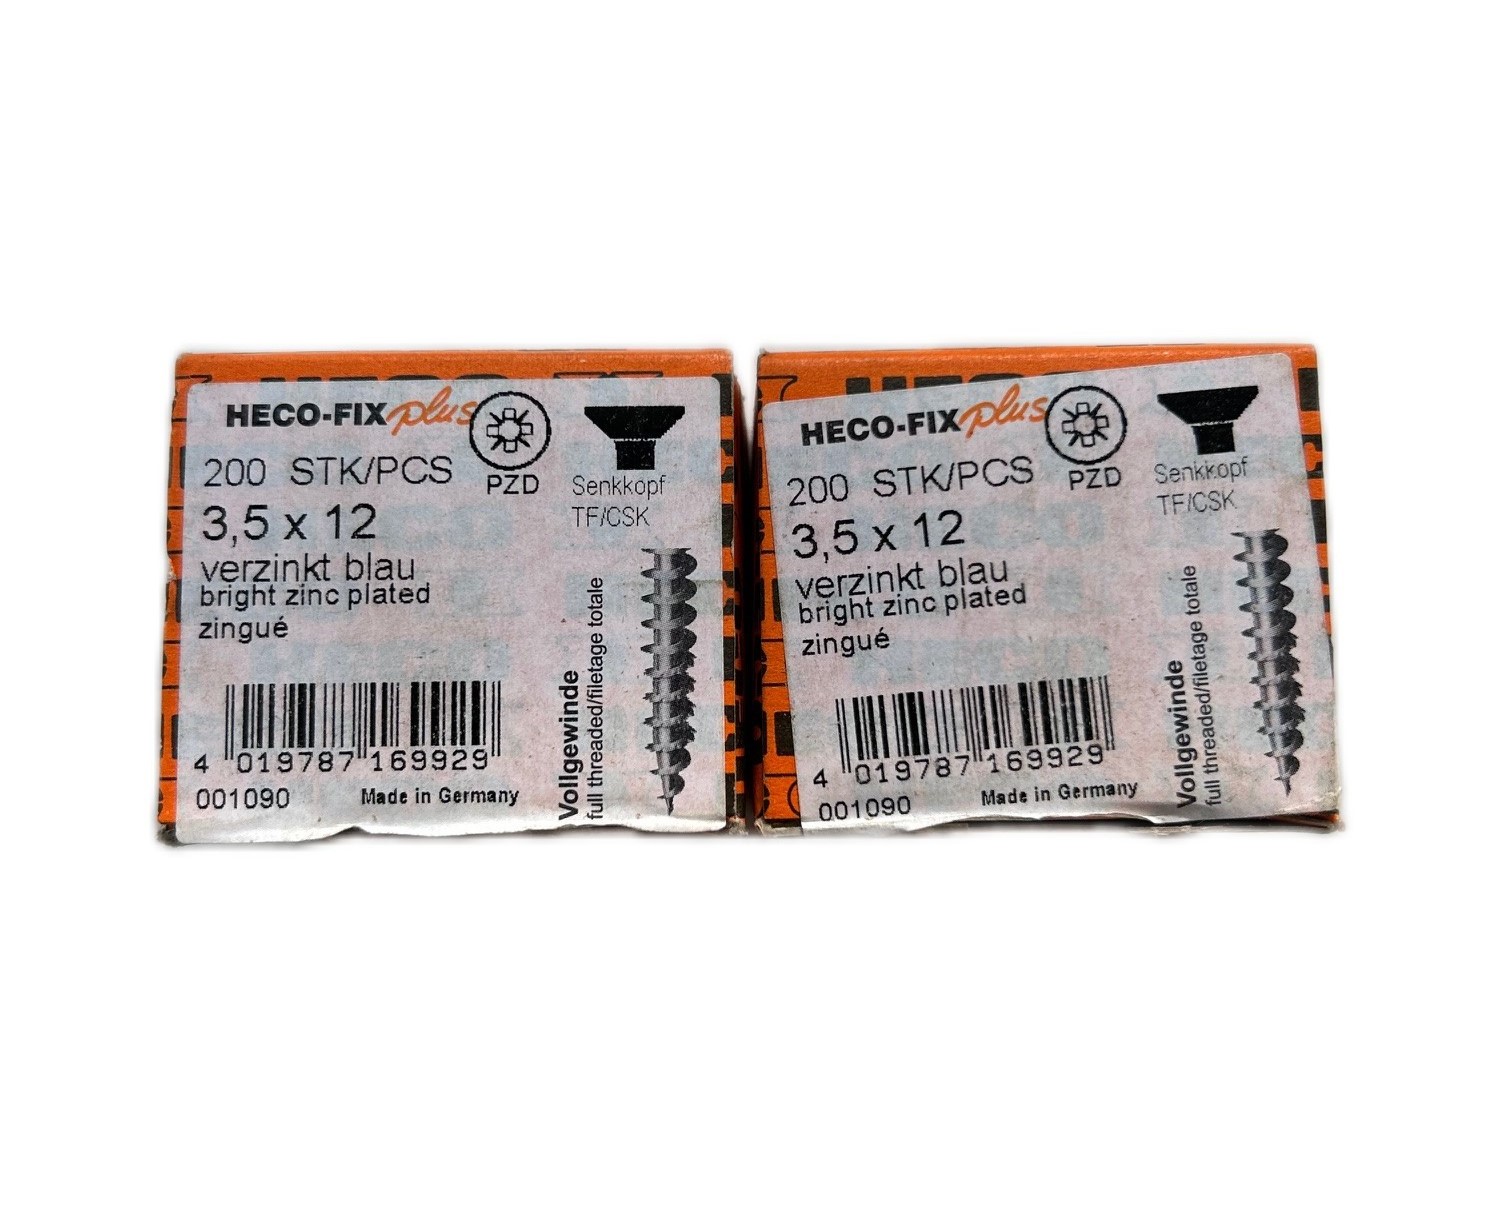 HECO-FIX plus
200 STK/PCS
PZD
Senkkopf
TF/CSK
3,5 x 12
verzinkt blau
bright zinc plated
zingué
Vollgewinde
full threaded/filetage totale
4 019787 169929
001090
Made in Germany
HECO-FIX plus
200 STK/PCS
PZD
Senkkopf
TF/CSK
3,5 x 12
verzinkt blau
bright zinc plated
zingué
Vollgewinde
full threaded/filetage totale
4 019787 169929
001090
Made in Germany